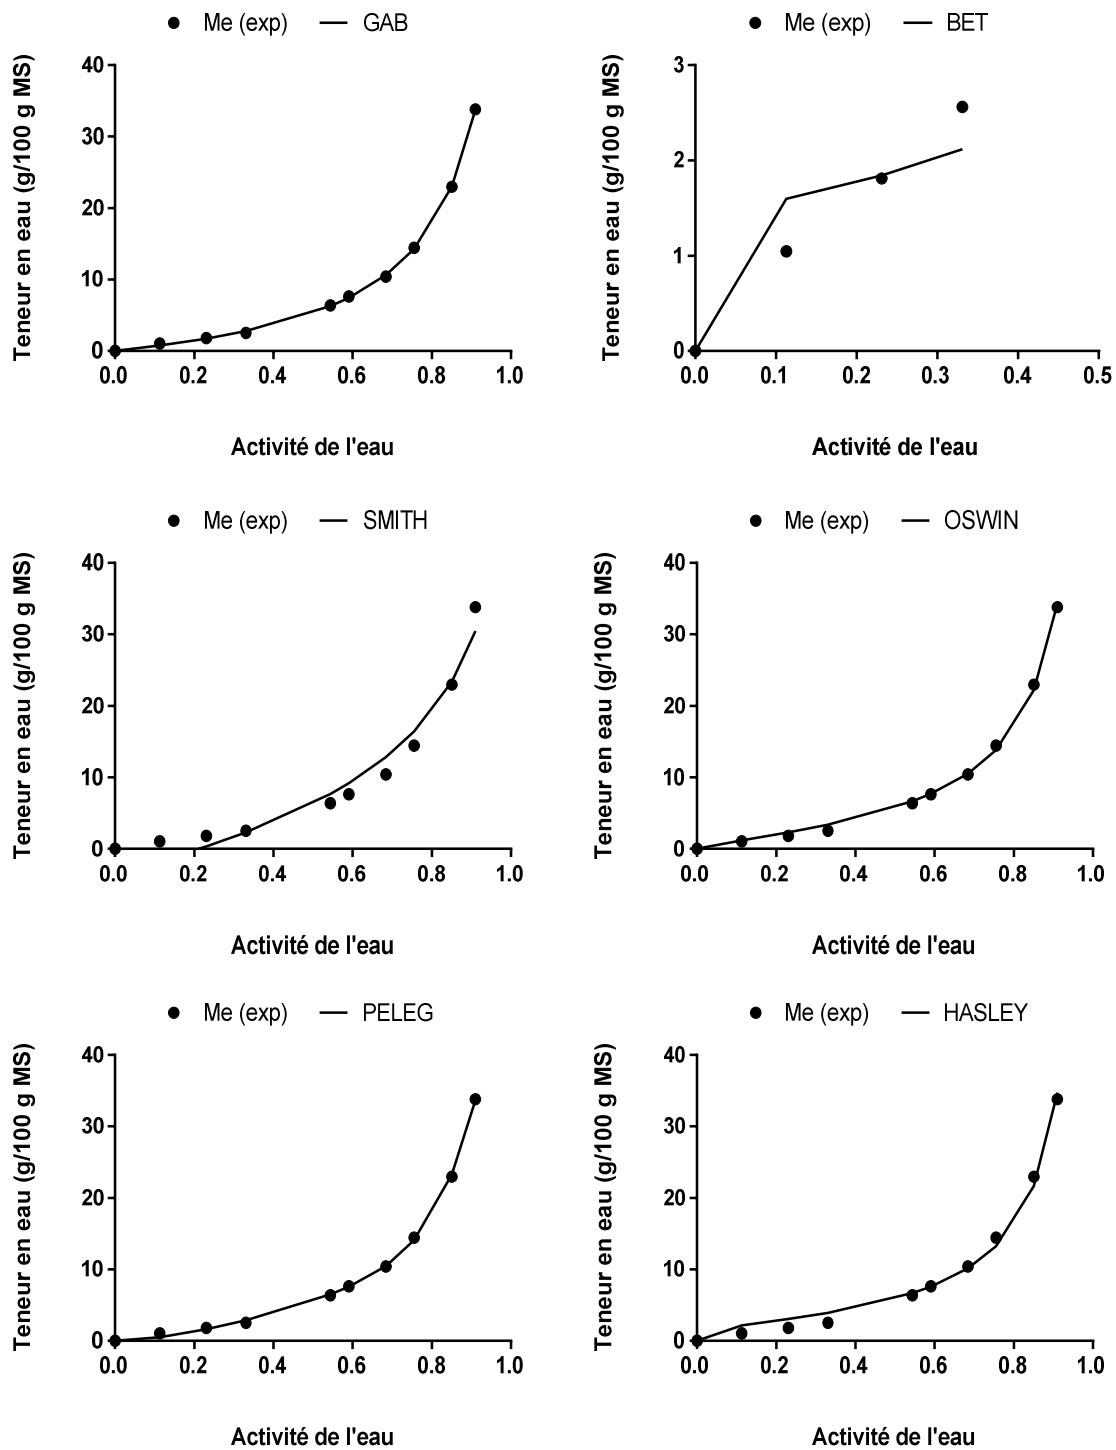 Me (exp) GAB
Teneur en eau (g/100 g MS)
40
30
20
10
0
0.0 0.2 0.4 0.6 0.8 1.0
Activité de l'eau
Me (exp) BET
Teneur en eau (g/100 g MS)
3
2
1
0
0.0 0.1 0.2 0.3 0.4 0.5
Activité de l'eau
Me (exp) SMITH
Teneur en eau (g/100 g MS)
40
30
20
10
0
0.0 0.2 0.4 0.6 0.8 1.0
Activité de l'eau
Me (exp) OSWIN
Teneur en eau (g/100 g MS)
40
30
20
10
0
0.0 0.2 0.4 0.6 0.8 1.0
Activité de l'eau
Me (exp) PELEG
Teneur en eau (g/100 g MS)
40
30
20
10
0
0.0 0.2 0.4 0.6 0.8 1.0
Activité de l'eau
Me (exp) HASLEY
Teneur en eau (g/100 g MS)
40
30
20
10
0
0.0 0.2 0.4 0.6 0.8 1.0
Activité de l'eau